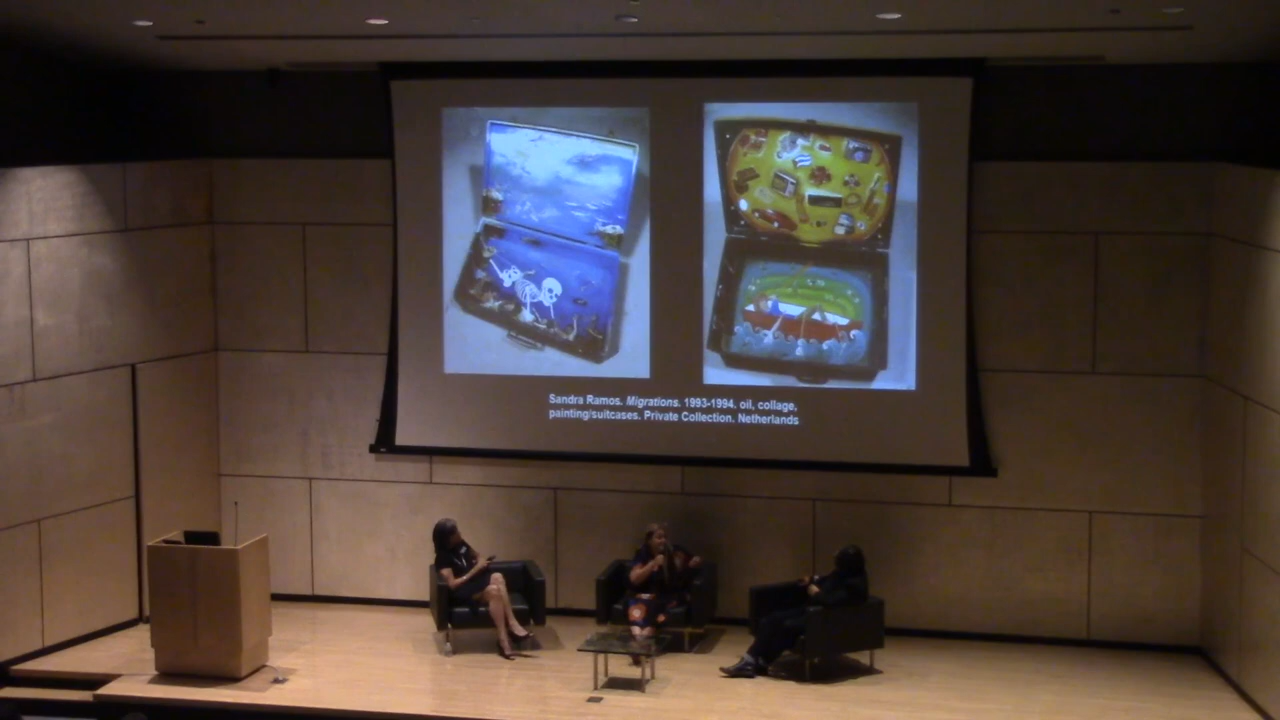 Sandra Ramos. Migrations. 1993-1994. oil, collage,
painting/suitcases. Private Collection. Netherlands